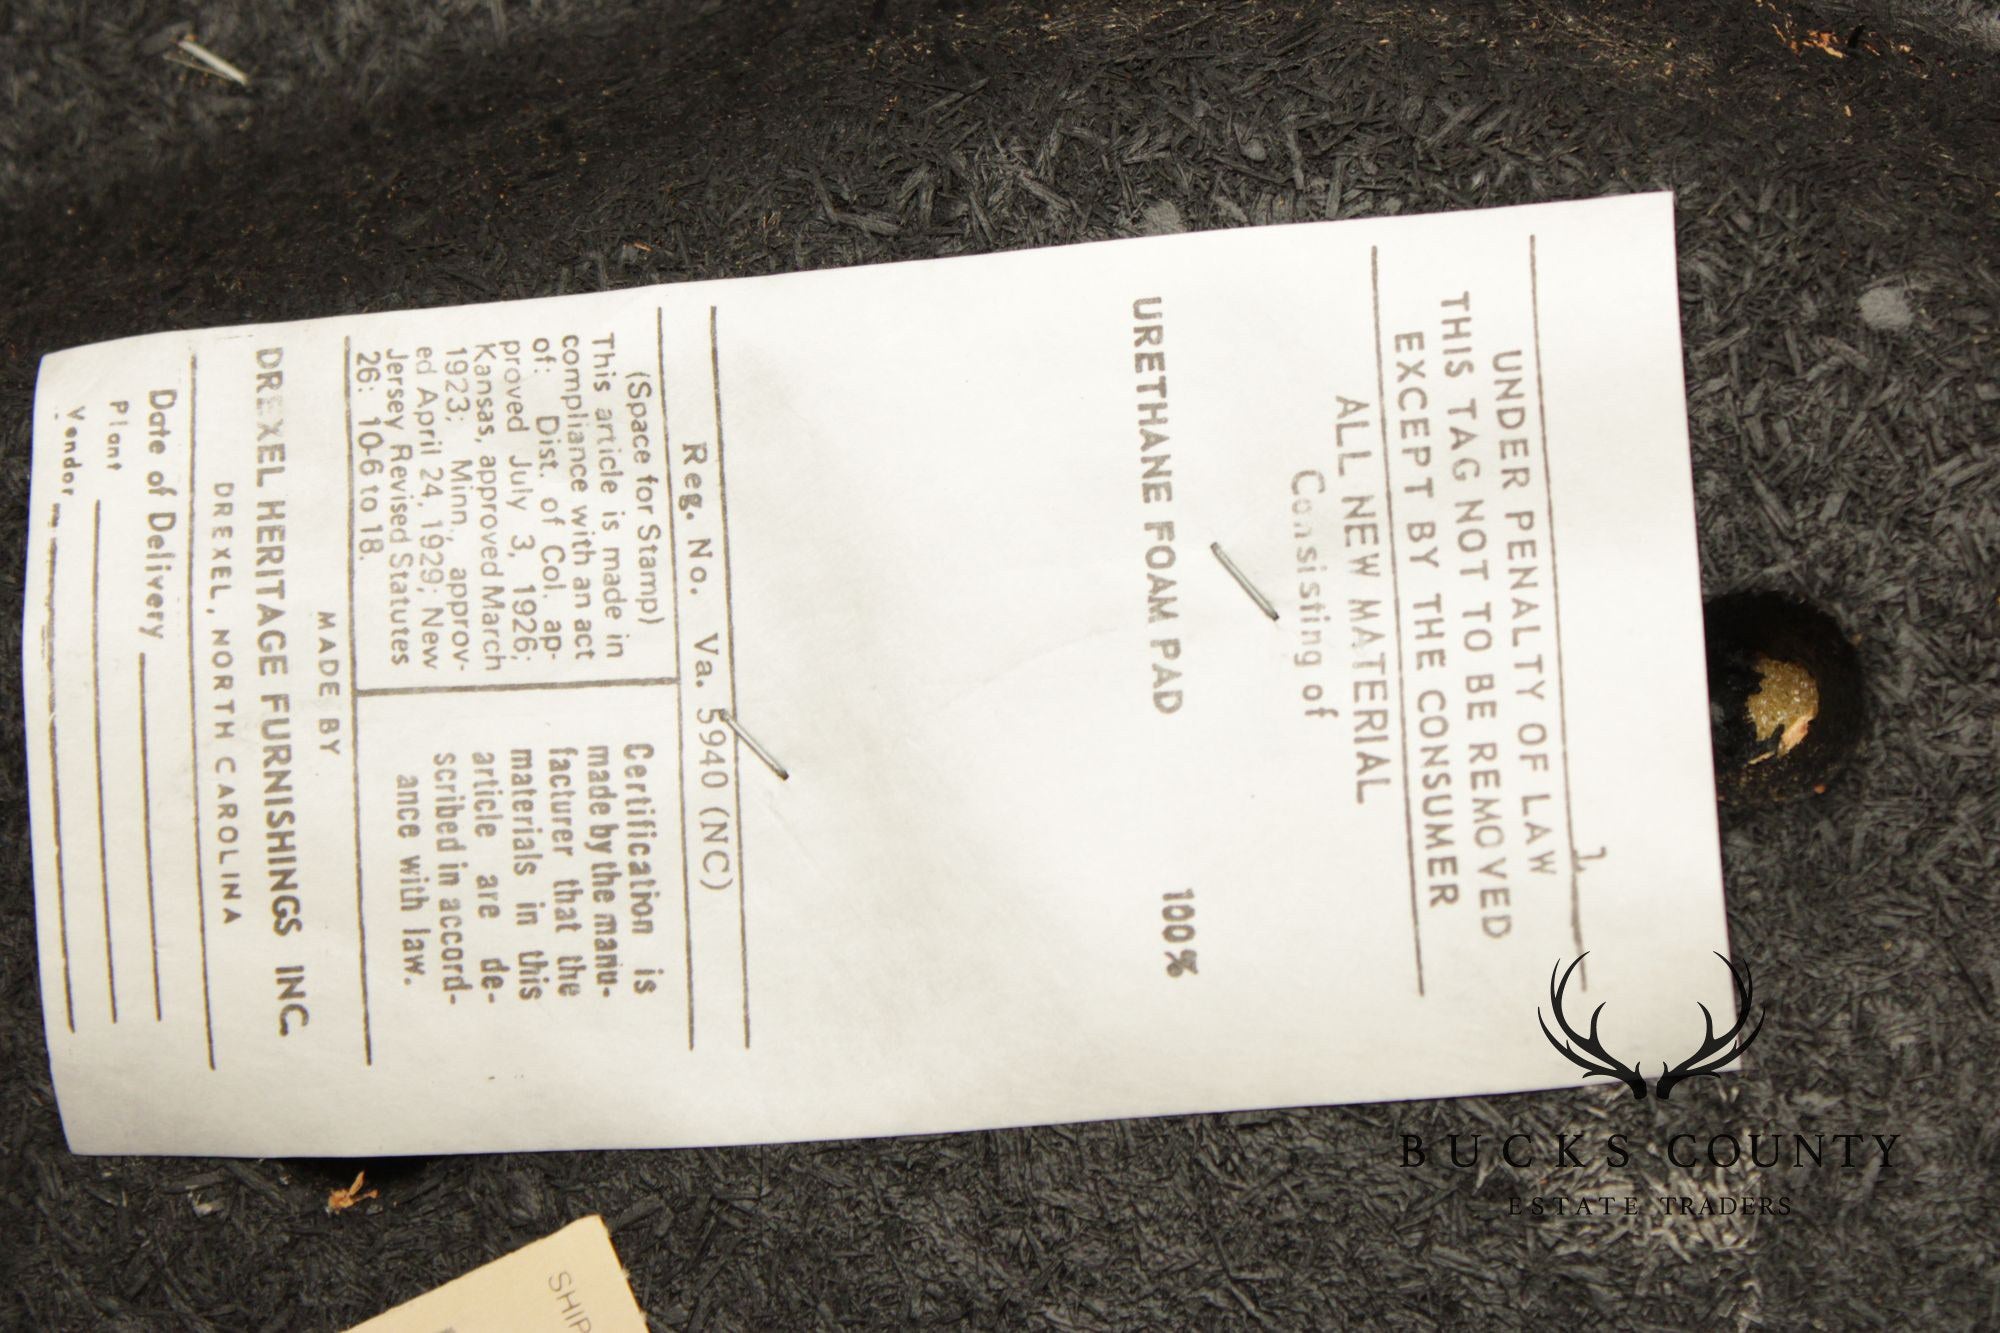 1
UNDER PENALTY OF LAW
THIS TAG NOT TO BE REMOVED
EXCEPT BY THE CONSUMER
ALL NEW MATERIAL
Consisting of
URETHANE FOAM PAD 100%
Reg. No. Va. 5940 (NC)
(Space for Stamp)
This article is made in
compliance with an act
of: Dist. of Col. ap-
proved July 3, 1926;
Kansas, approved March
1923; Minn., approv-
ed April 24, 1929; New
Jersey Revised Statutes
26: 10-6 to 18.
Certification is
made by the manu-
facturer that the
materials in this
article are de-
scribed in accord-
ance with law.
MADE BY
DREXEL HERITAGE FURNISHINGS INC.
DREXEL, NORTH CAROLINA
Date of Delivery
Plant
Vendor
SHIP
BUCKS COUNTY
ESTATE TRADERS